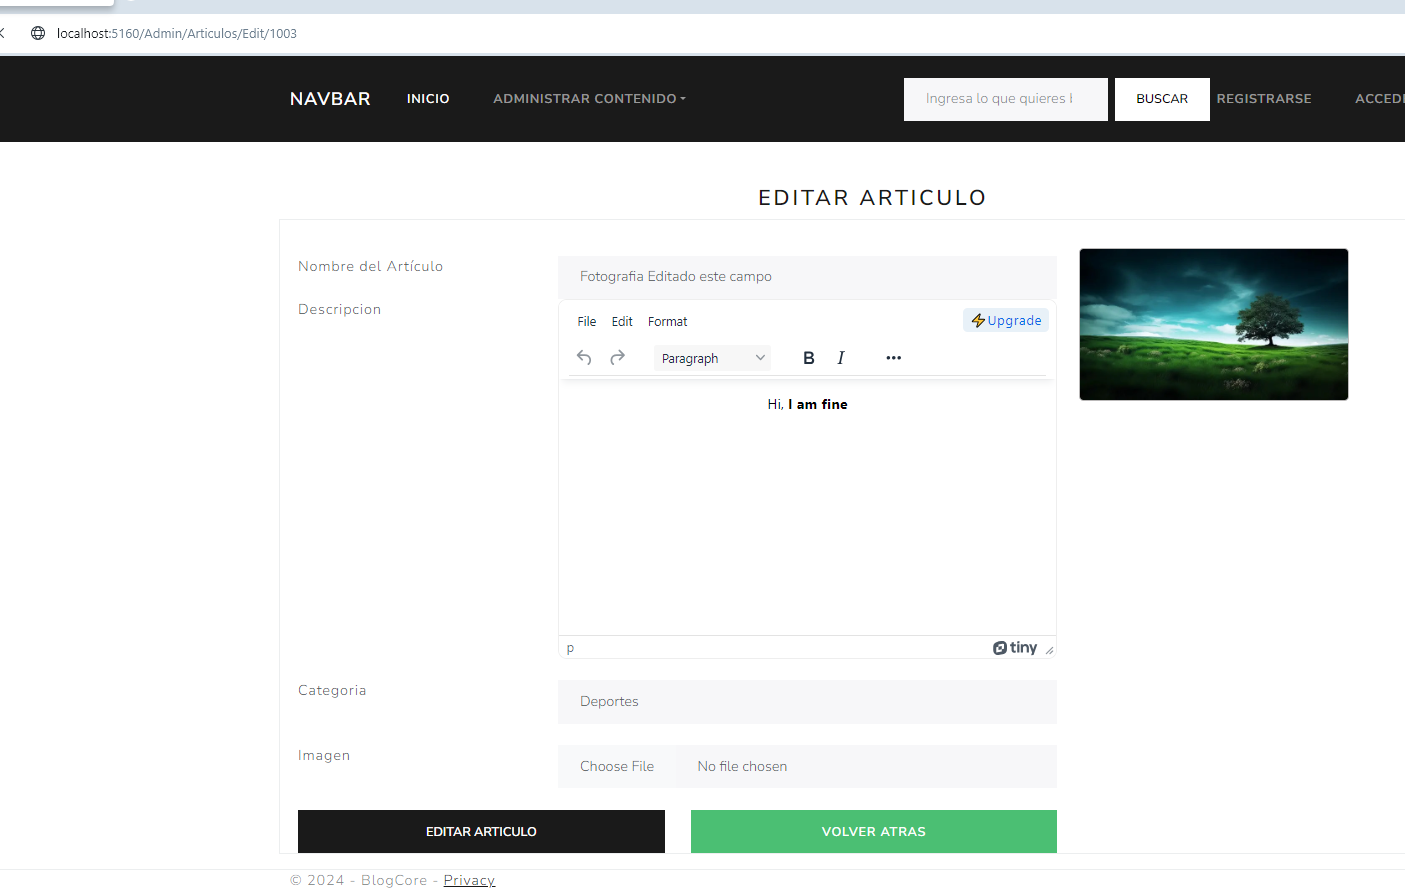 localhost:5160/Admin/Articulos/Edit/1003
NAVBAR INICIO ADMINISTRAR CONTENIDO Ingresa lo que quieres BUSCAR REGISTRARSE
EDITAR ARTICULO
Nombre del Artículo Fotografia Editado este campo
Descripcion
File Edit Format Upgrade
Paragraph B I
Hi, I am fine
p tiny
Categoria Deportes
Imagen Choose File No file chosen
EDITAR ARTICULO VOLVER ATRAS
© 2024 - BlogCore - Privacy